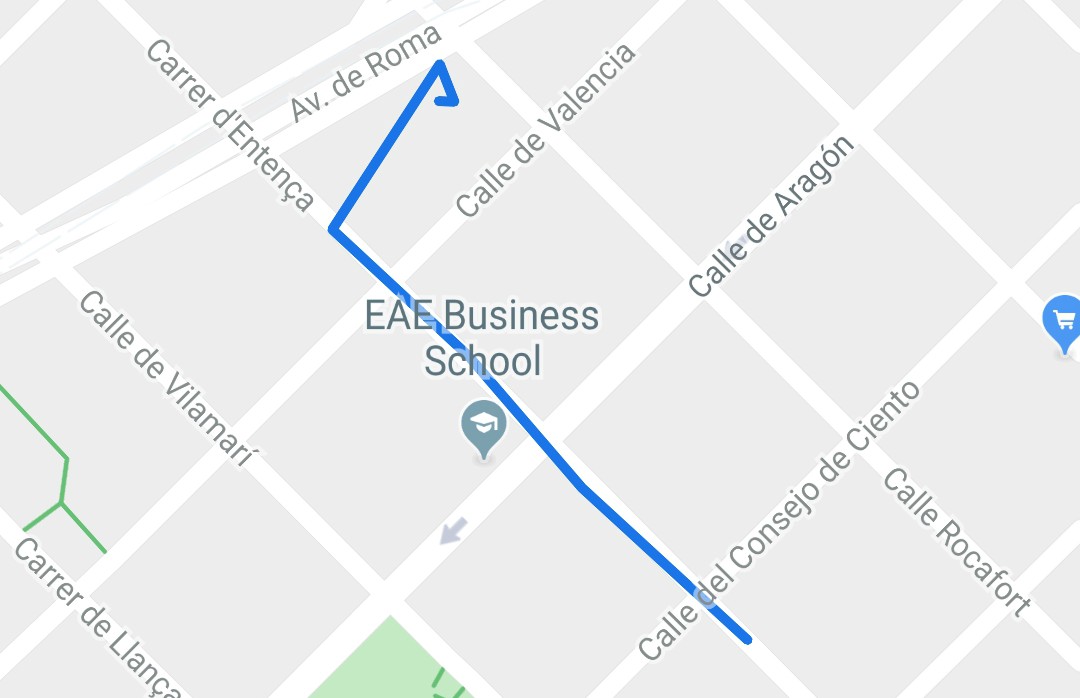 Carrer d'Entença
Av. de Roma
Calle de Valencia
Calle de Aragón
EAE Business
School
Calle de Vilamarí
Calle del Consejo de Ciento
Calle Rocafort
Carrer de Llançà